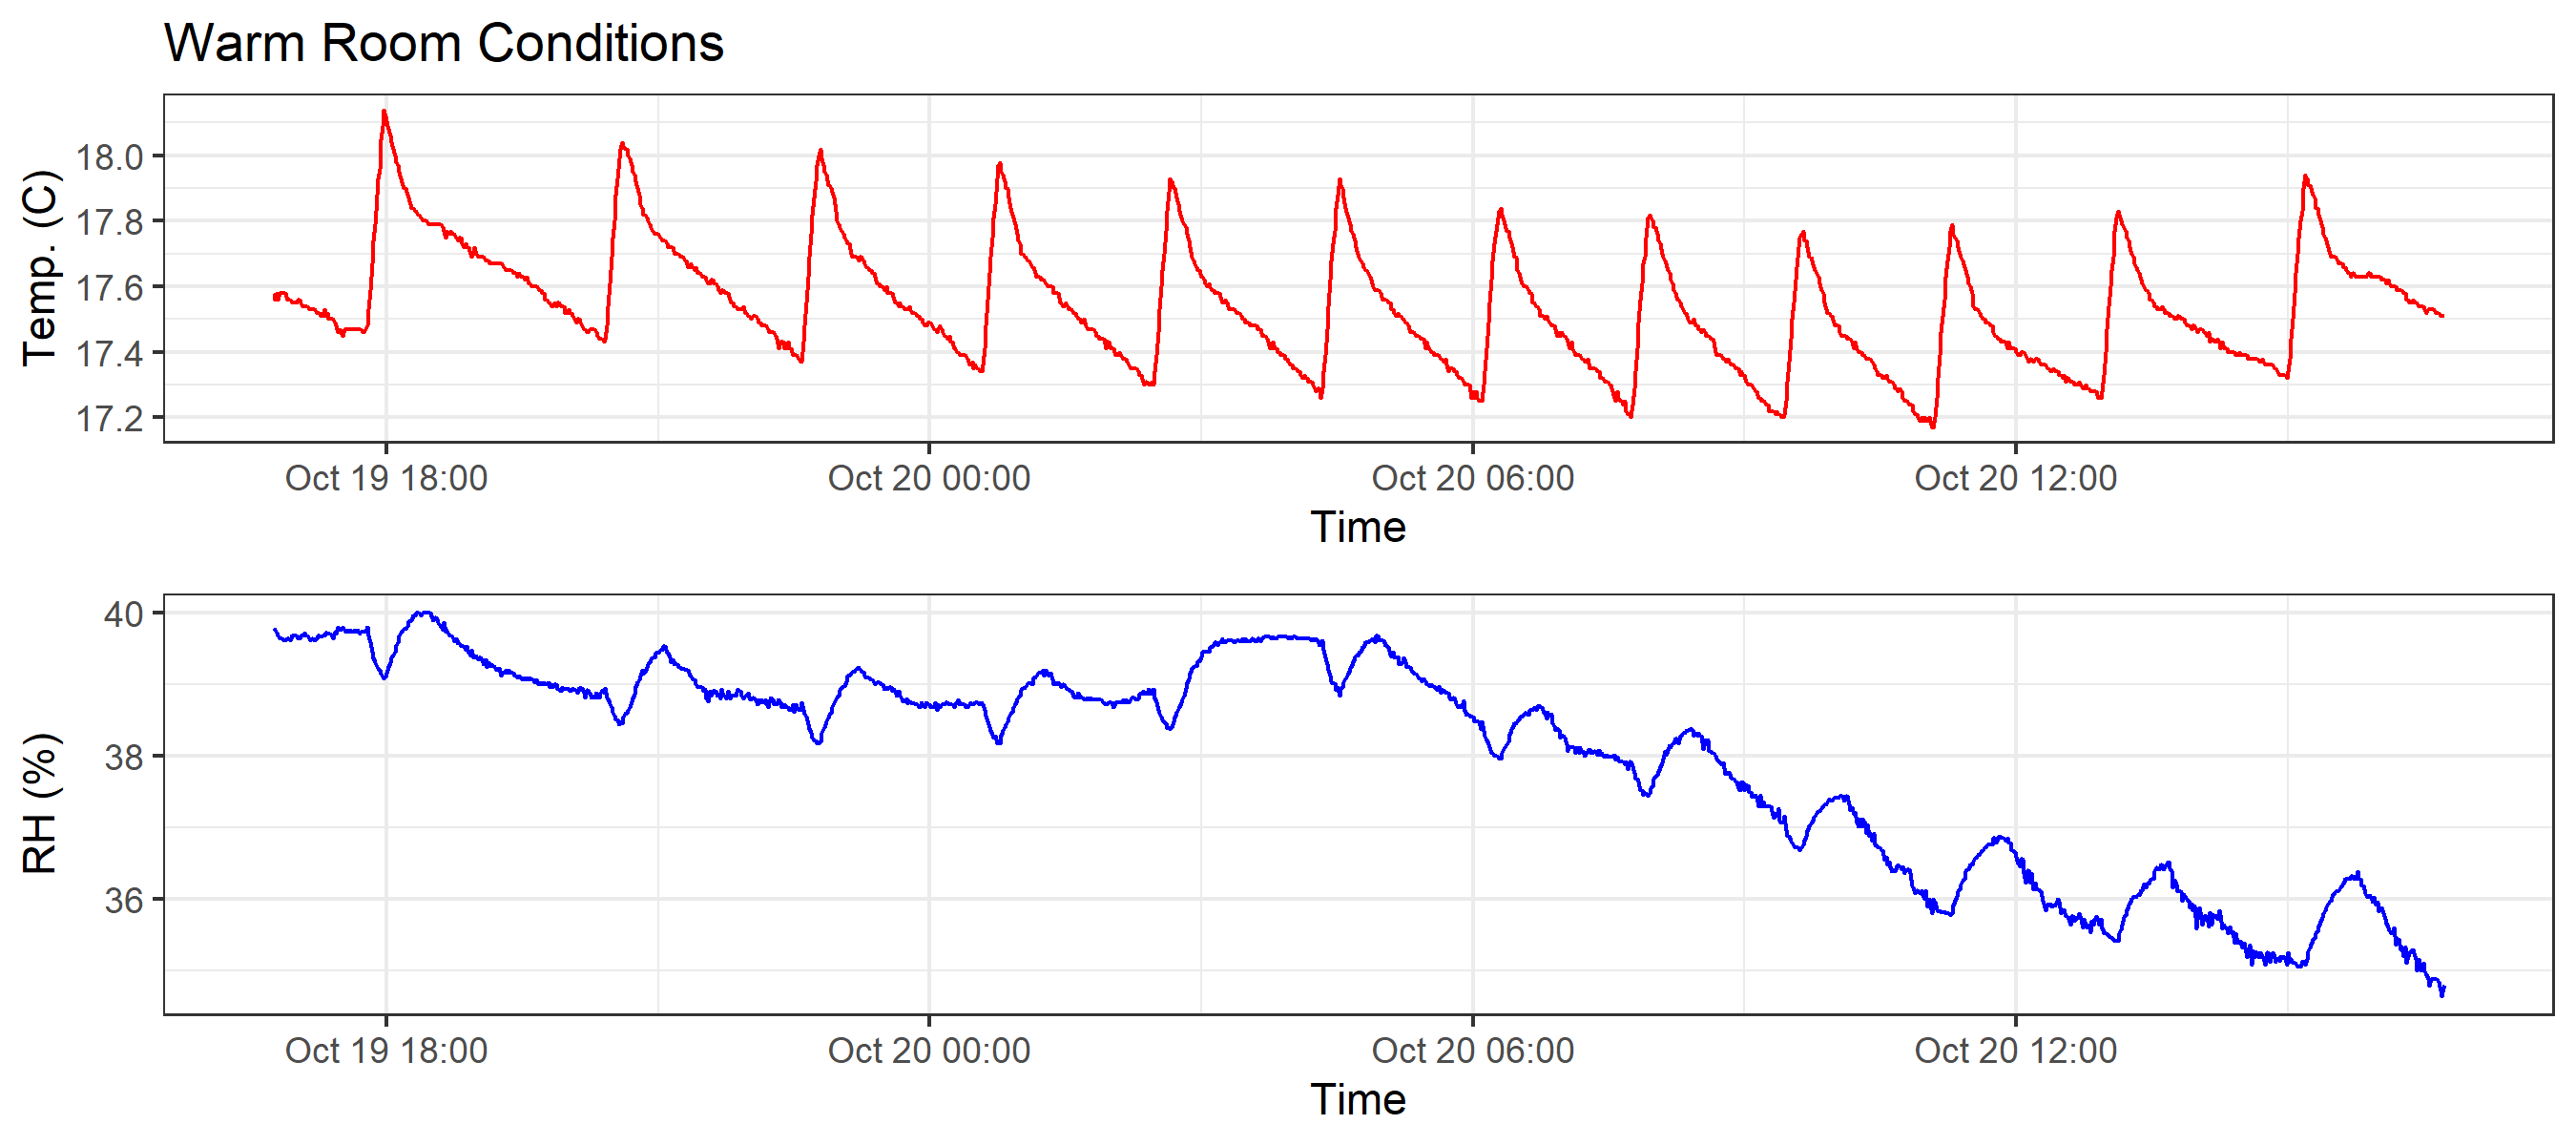 Warm Room Conditions
Temp. (C)
18.0
17.8
17.6
17.4
17.2
Oct 19 18:00 Oct 20 00:00 Oct 20 06:00 Oct 20 12:00
Time
RH (%)
40
38
36
Oct 19 18:00 Oct 20 00:00 Oct 20 06:00 Oct 20 12:00
Time